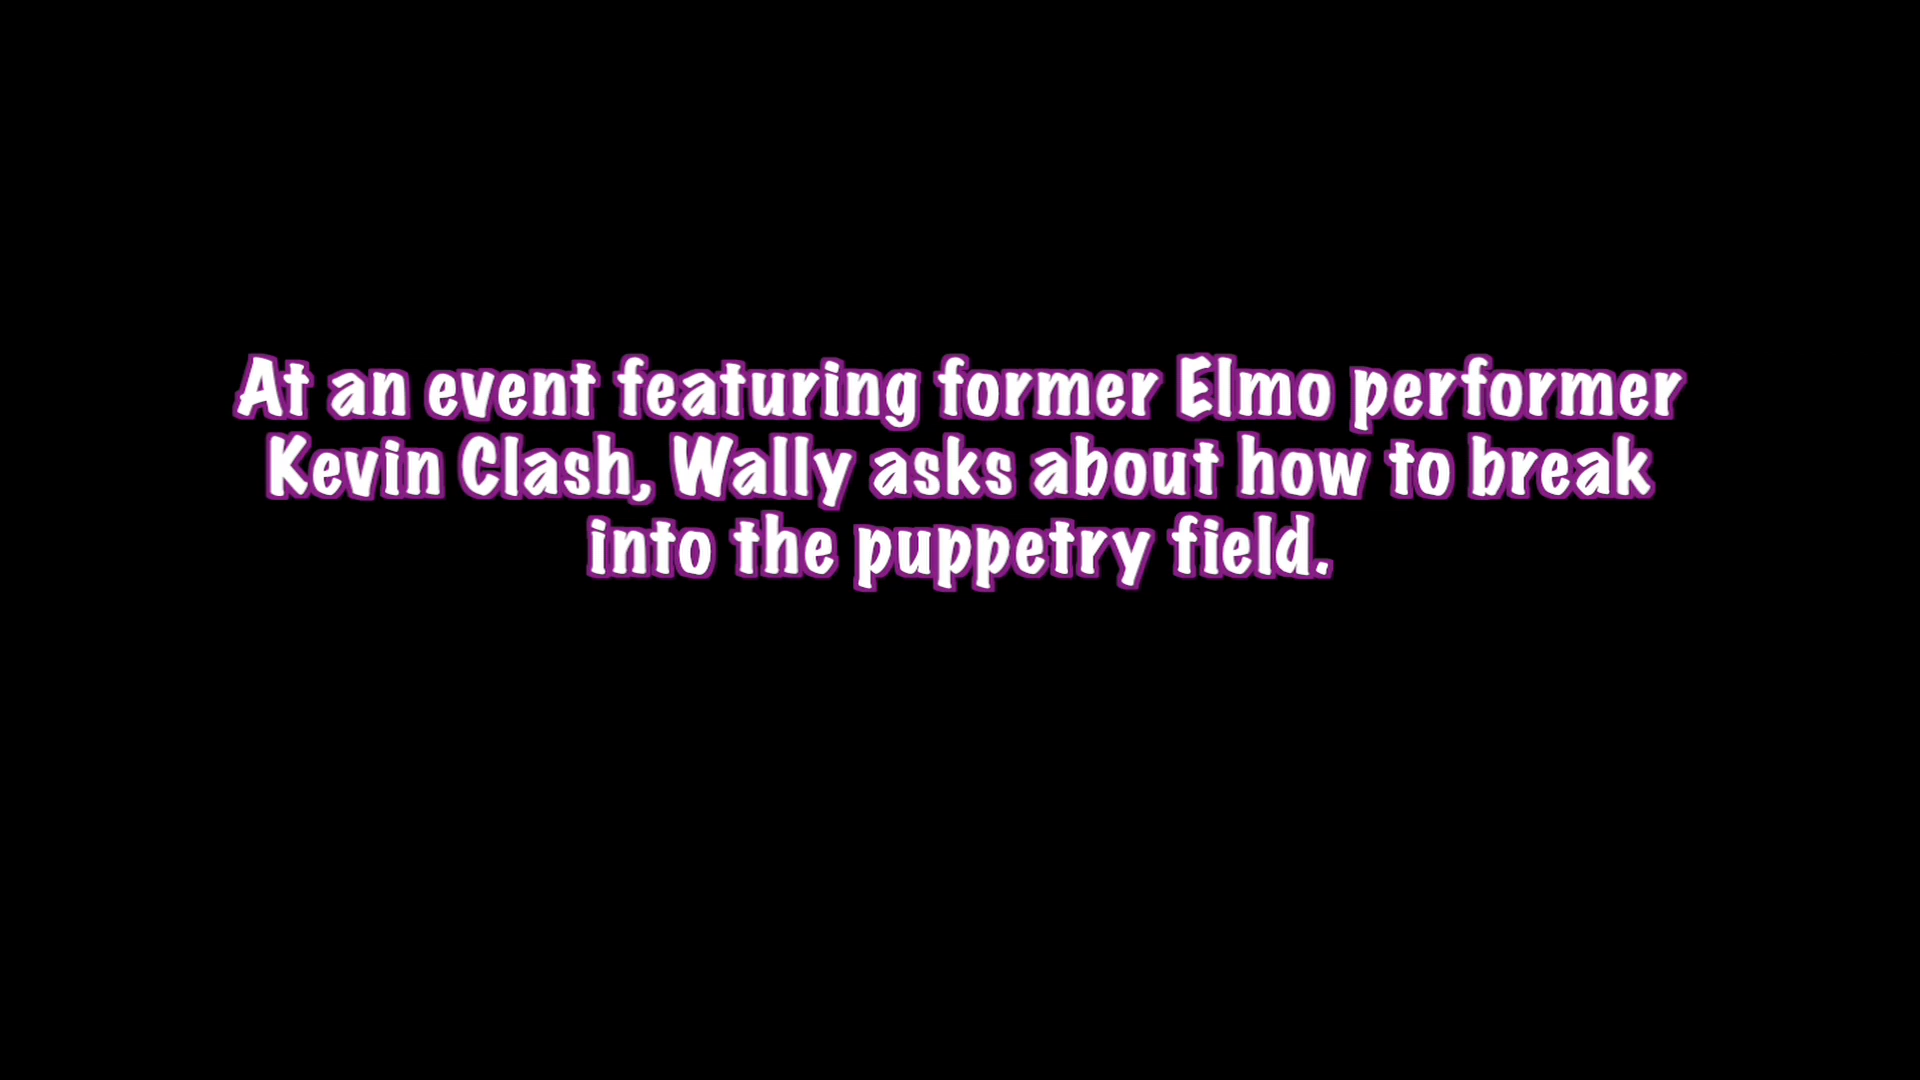 At an event featuring former Elmo performer
Kevin Clash, Wally asks about how to break
into the puppetry field.